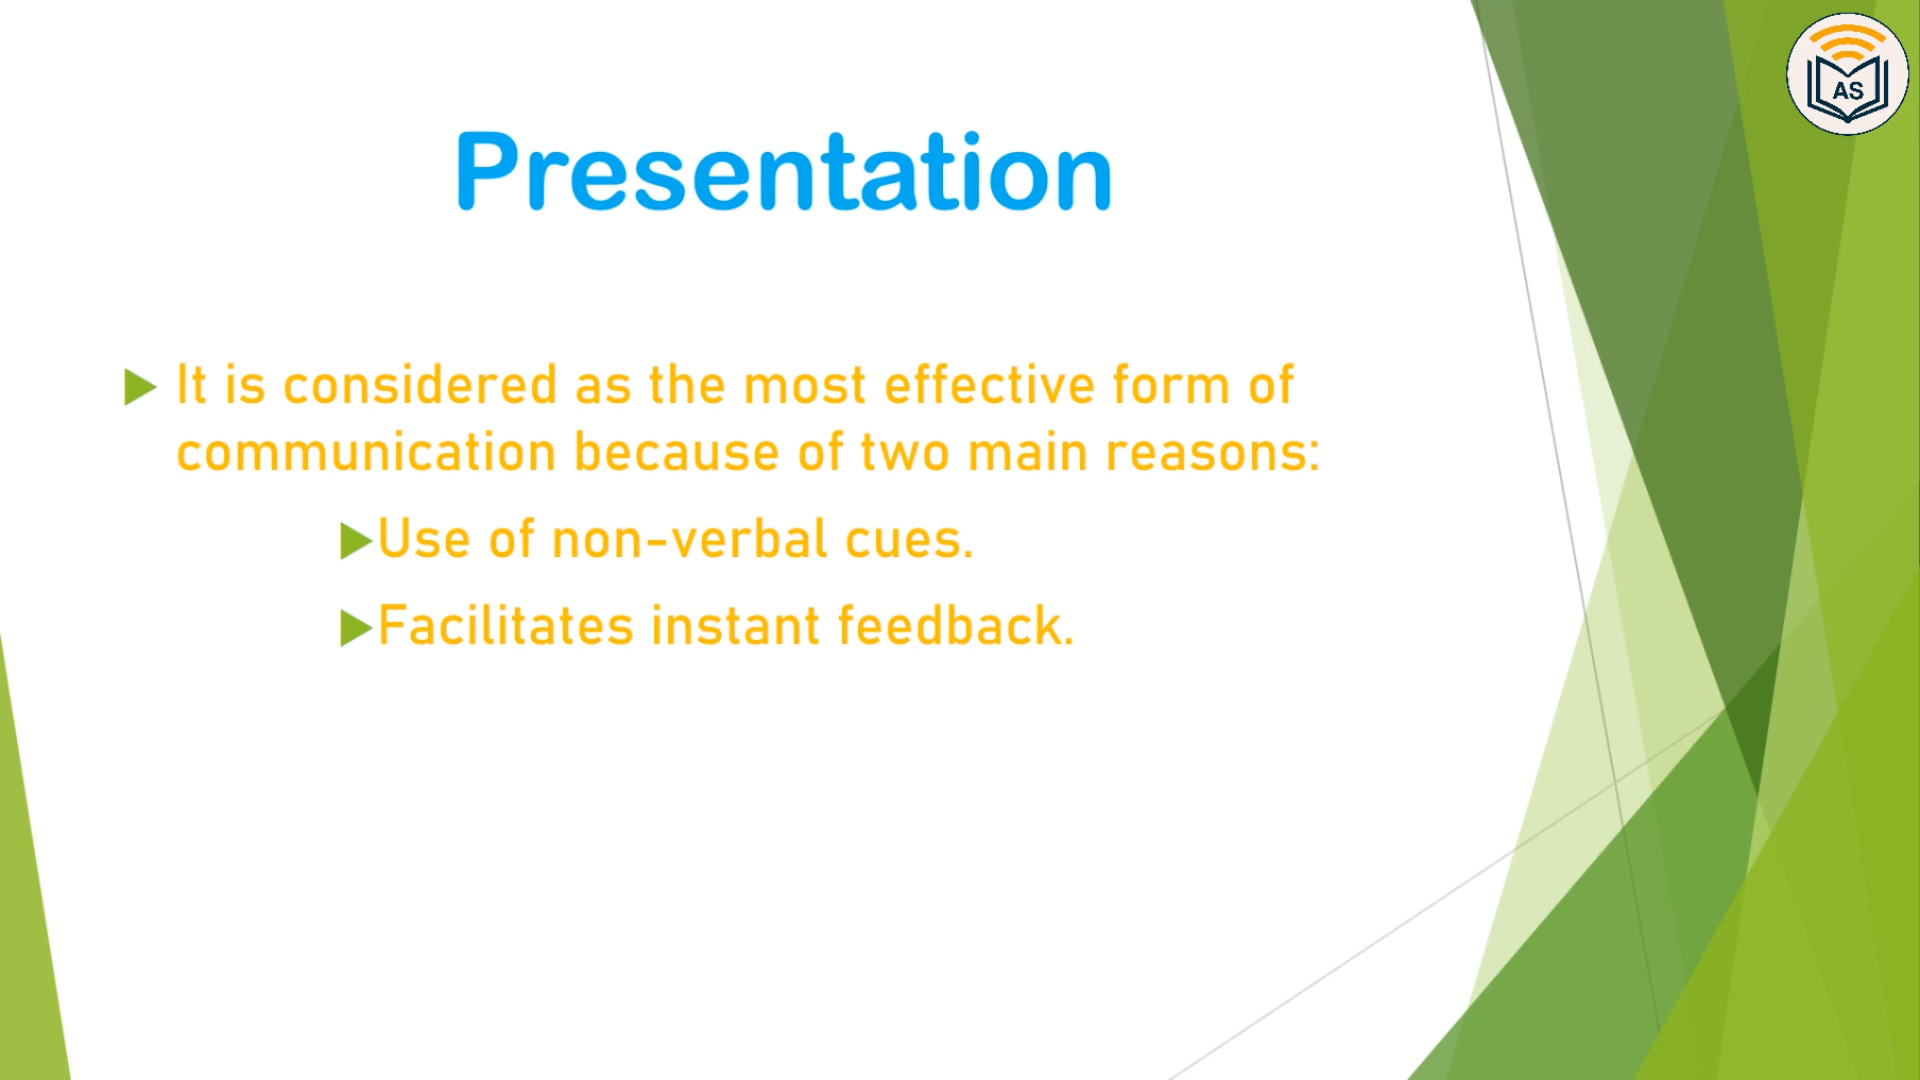 AS
Presentation
It is considered as the most effective form of
communication because of two main reasons:
Use of non-verbal cues.
Facilitates instant feedback.